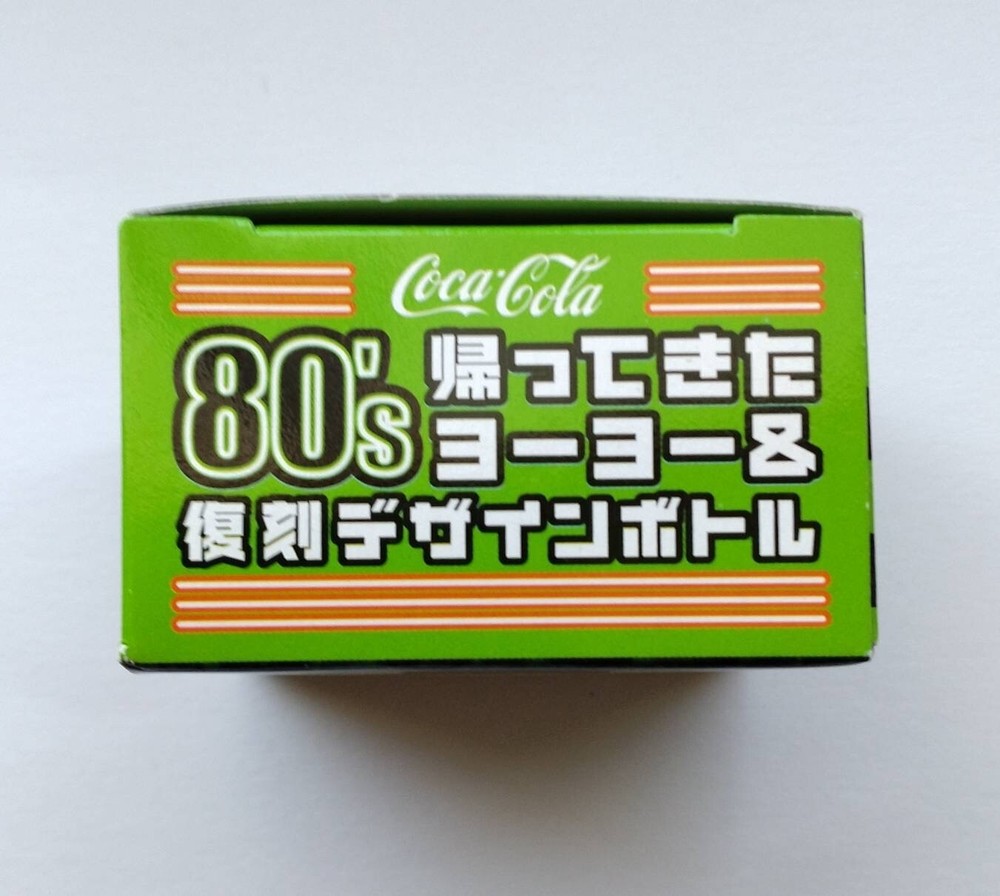 Coca-Cola
80's 帰ってきた
ヨーヨー&
復刻デザインボトル